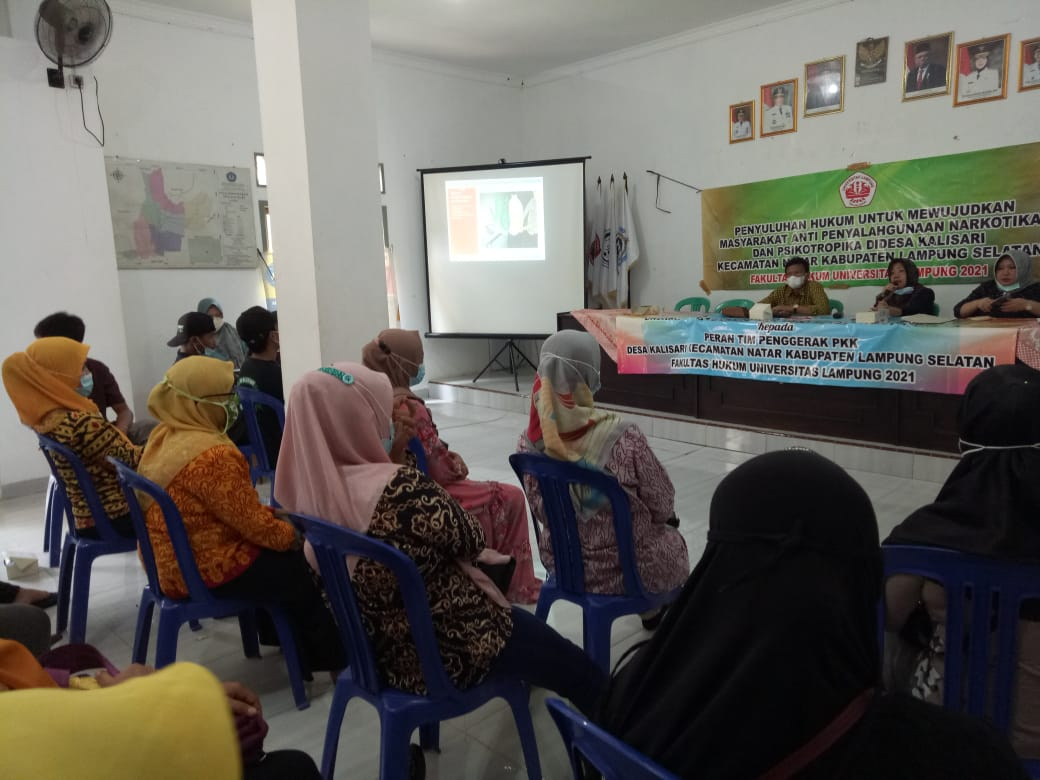 PENYULUHAN HUKUM UNTUK MEWUJUDKAN
MASYARAKAT ANTI PENYALAHGUNAAN NARKOTIKA
DAN PSIKOTROPIKA DIDESA KALISARI
KECAMATAN NATAR KABUPATEN LAMPUNG SELATAN
FAKULTAS HUKUM UNIVERSITAS LAMPUNG 2021
kepada
PERAN TIM PENGGERAK PKK
DESA KALISARI KECAMATAN NATAR KABUPATEN LAMPUNG SELATAN
FAKULTAS HUKUM UNIVERSITAS LAMPUNG 2021